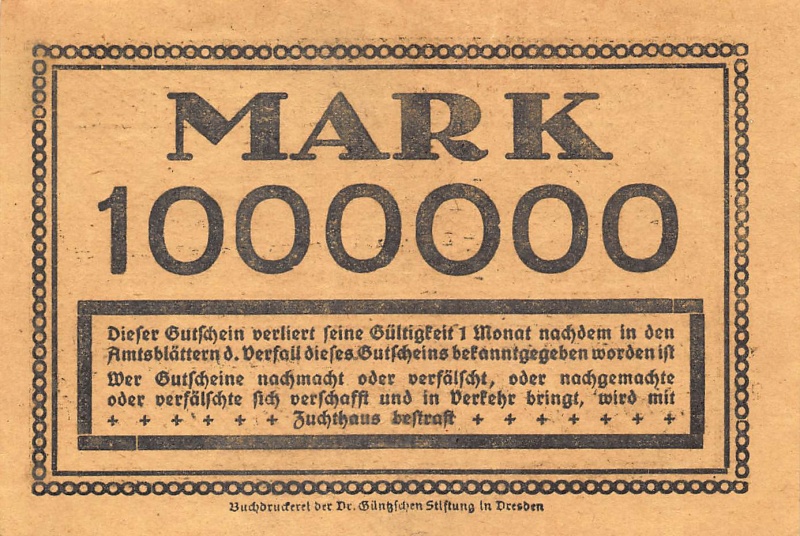 MARK
1000000
Dieser Gutschein verliert seine Gültigkeit 1 Monat nachdem in den
Amtsblättern d. Verfall dieses Gutscheins bekanntgegeben worden ist
Wer Gutscheine nachmacht oder verfälscht, oder nachgemachte
oder verfälschte sich verschafft und in Verkehr bringt, wird mit
+ + + + + + Zuchthaus bestraft + + + + + + +
Buchdruckerei der Dr. Güntzschen Stiftung in Dresden